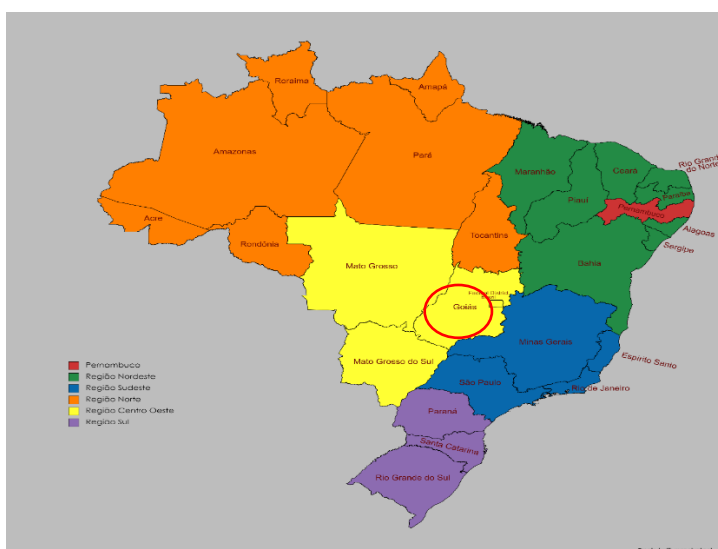 Roraima
Amapá
Amazonas
Pará
Maranhão
Ceará
Rio Grande
do Norte
Paraíba
Piauí
Pernambuco
Acre
Alagoas
Tocantins
Sergipe
Rondônia
Bahia
Mato Grosso
Goiás
Minas Gerais
Mato Grosso do Sul
Espírito Santo
São Paulo
Rio de Janeiro
Paraná
Santa Catarina
Rio Grande do Sul
Pernambuco
Região Nordeste
Região Sudeste
Região Norte
Região Centro Oeste
Região Sul